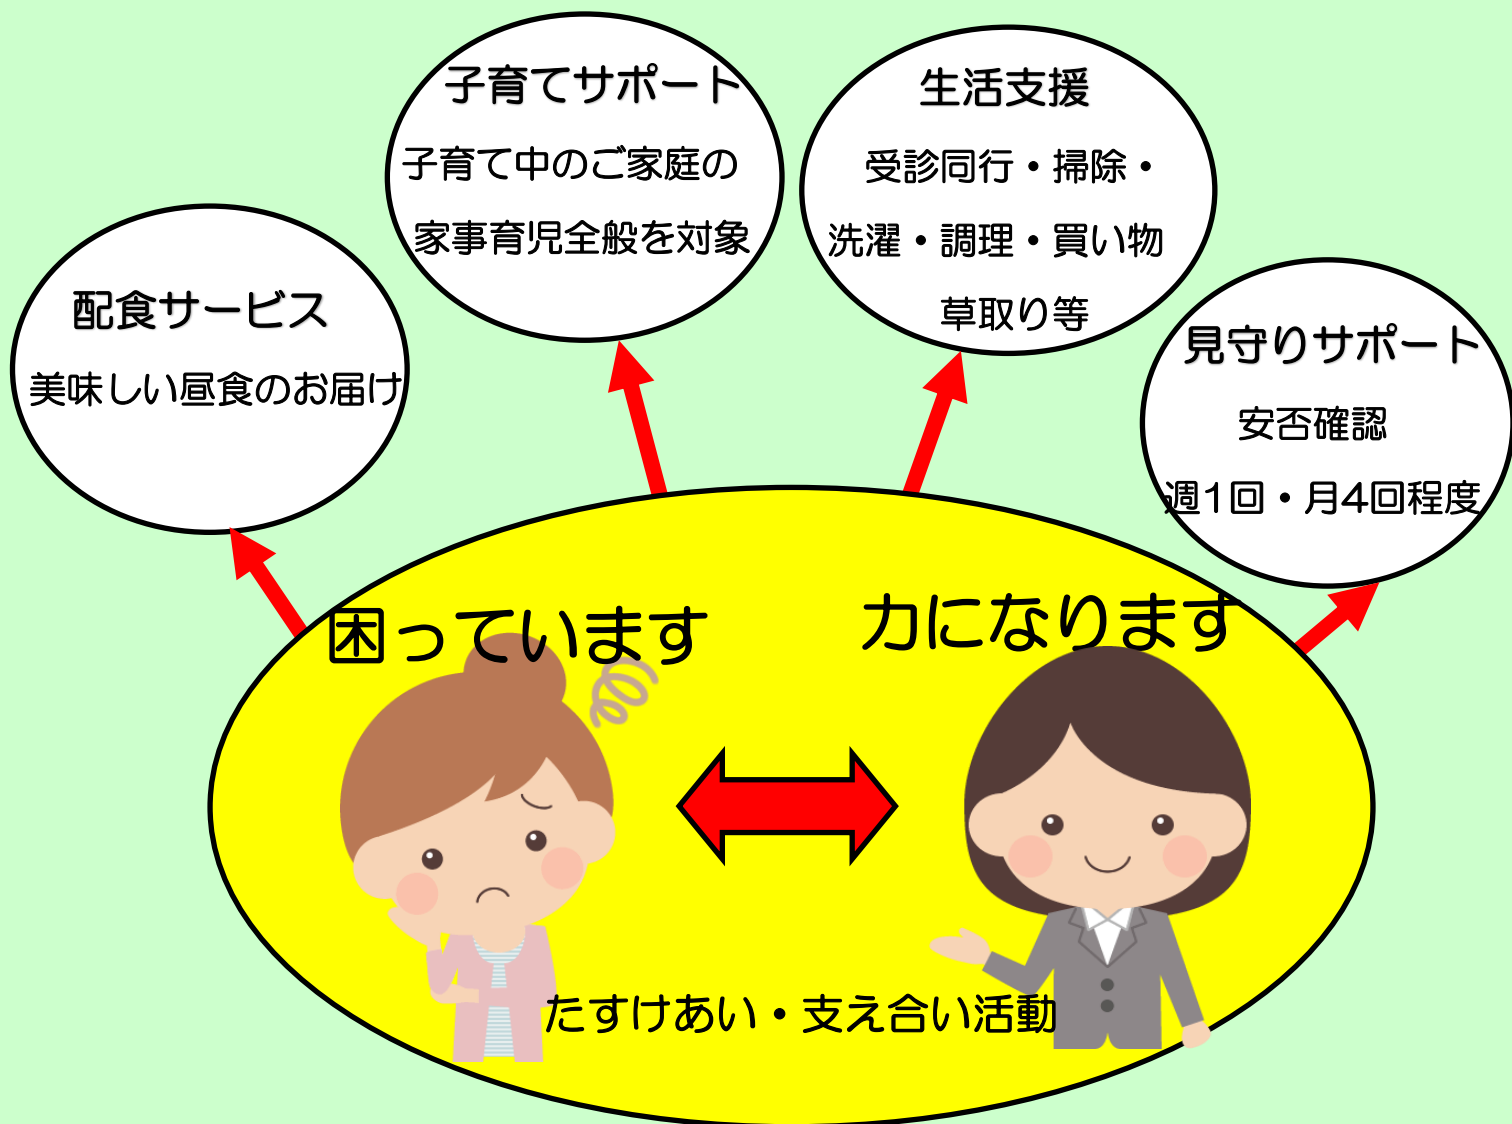 子育てサポート
子育て中のご家庭の
家事育児全般を対象
生活支援
受診同行・掃除・
洗濯・調理・買い物
草取り等
配食サービス
美味しい昼食のお届け
見守りサポート
安否確認
週1回・月4回程度
困っています
力になります
たすけあい・支え合い活動